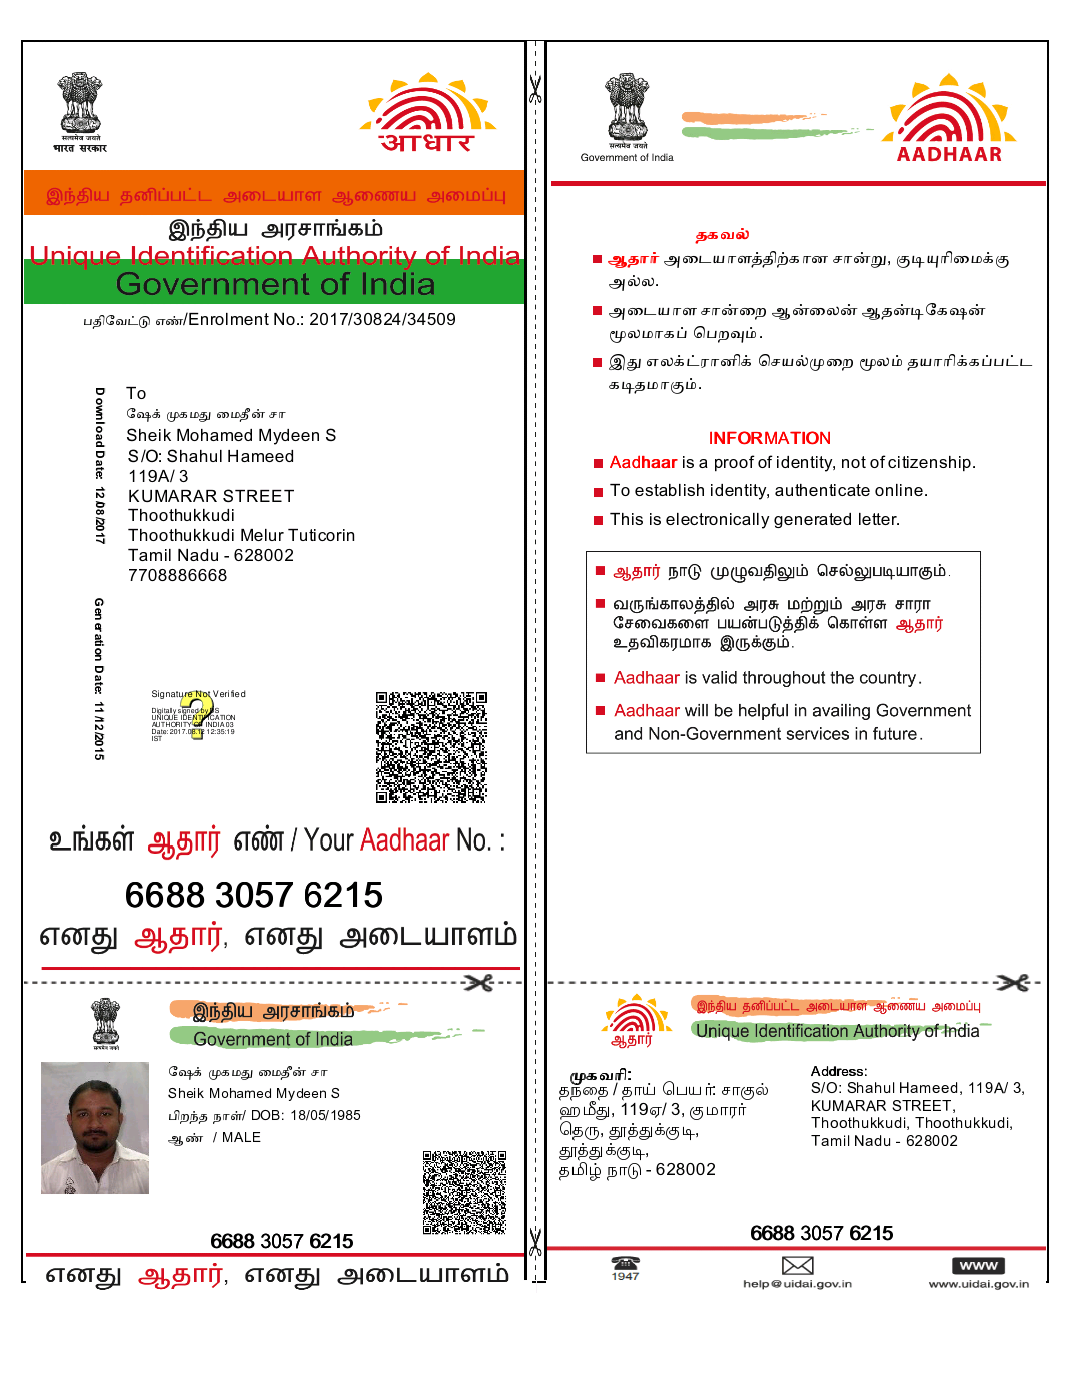 सत्यमेव जयते
भारत सरकार
आधार
இந்திய தனிப்பட்ட அடையாள ஆணைய அமைப்பு
இந்திய அரசாங்கம்
Unique Identification Authority of India
Government of India
பதிவேட்டு எண்/Enrolment No.: 2017/30824/34509
Download Date: 12/08/2017
Generation Date: 11/12/2015
To
ஷேக் முகமது மைதீன் சா
Sheik Mohamed Mydeen S
S/O: Shahul Hameed
119A/ 3
KUMARAR STREET
Thoothukkudi
Thoothukkudi Melur Tuticorin
Tamil Nadu - 628002
7708886668
Signature Not Verified
Digitally signed by DS
UNIQUE IDENTIFICATION
AUTHORITY OF INDIA 03
Date: 2017.08.12 12:35:19
IST
உங்கள் ஆதார் எண் / Your Aadhaar No. :
6688 3057 6215
எனது ஆதார், எனது அடையாளம்
सत्यमेव जयते
இந்திய அரசாங்கம்
Government of India
ஷேக் முகமது மைதீன் சா
Sheik Mohamed Mydeen S
பிறந்த நாள்/ DOB: 18/05/1985
ஆண் / MALE
6688 3057 6215
எனது ஆதார், எனது அடையாளம்
सत्यमेव जयते
Government of India
AADHAAR
தகவல்
ஆதார் அடையாளத்திற்கான சான்று, குடியுரிமைக்கு
அல்ல.
அடையாள சான்றை ஆன்லைன் ஆதன்டிகேஷன்
மூலமாகப் பெறவும்.
இது எலக்ட்ரானிக் செயல்முறை மூலம் தயாரிக்கப்பட்ட
கடிதமாகும்.
INFORMATION
Aadhaar is a proof of identity, not of citizenship.
To establish identity, authenticate online.
This is electronically generated letter.
ஆதார் நாடு முழுவதிலும் செல்லுபடியாகும்.
வருங்காலத்தில் அரசு மற்றும் அரசு சாரா
சேவைகளை பயன்படுத்திக் கொள்ள ஆதார்
உதவிகரமாக இருக்கும்.
Aadhaar is valid throughout the country.
Aadhaar will be helpful in availing Government
and Non-Government services in future.
ஆதார்
இந்திய தனிப்பட்ட அடையாள ஆணைய அமைப்பு
Unique Identification Authority of India
முகவரி:
தந்தை / தாய் பெயர்: சாகுல்
ஹமீது, 119ஏ/ 3, குமாரர்
தெரு, தூத்துக்குடி,
தூத்துக்குடி,
தமிழ் நாடு - 628002
Address:
S/O: Shahul Hameed, 119A/ 3,
KUMARAR STREET,
Thoothukkudi, Thoothukkudi,
Tamil Nadu - 628002
6688 3057 6215
1947
help@uidai.gov.in
www
www.uidai.gov.in